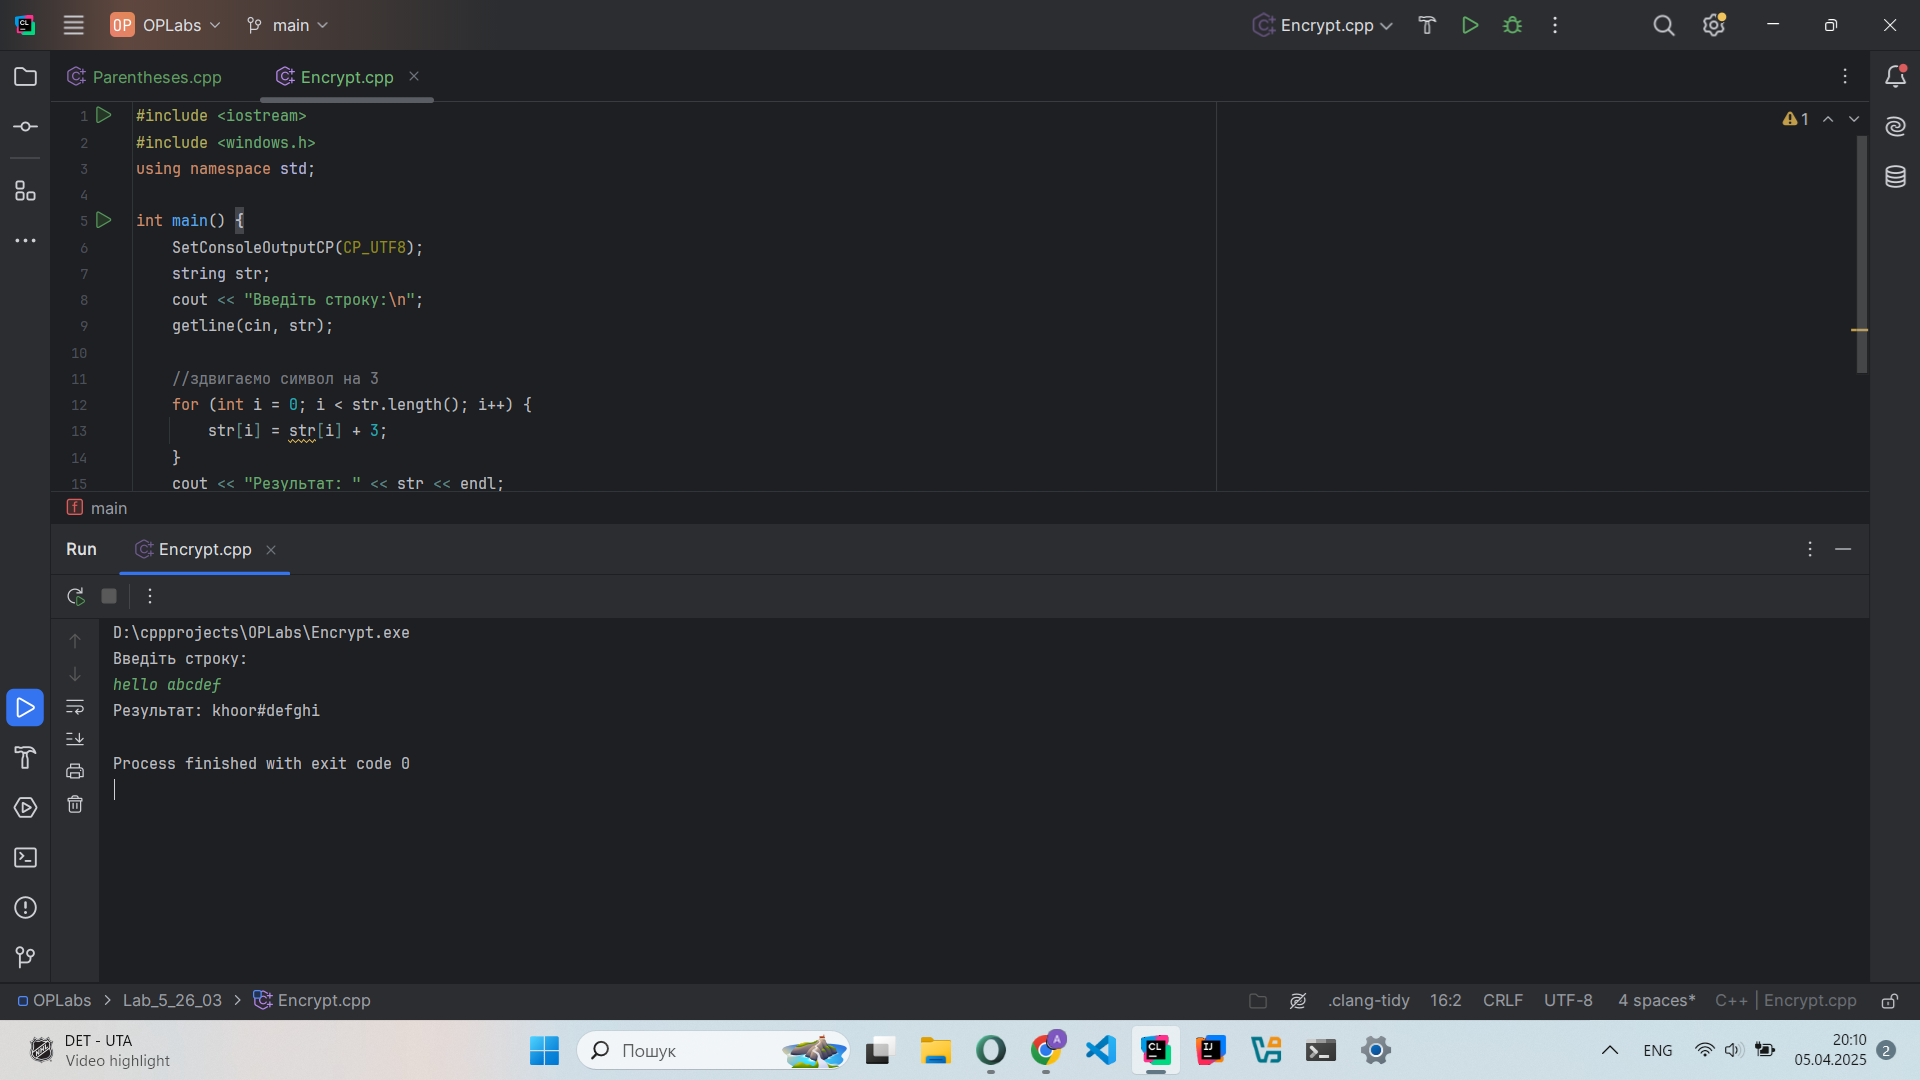 OP OPLabs main Encrypt.cpp
Parentheses.cpp Encrypt.cpp
1 #include <iostream>
2 #include <windows.h>
3 using namespace std;
4
5 int main() {
6 SetConsoleOutputCP(CP_UTF8);
7 string str;
8 cout << "Введіть строку:\n";
9 getline(cin, str);
10
11 //здвигаємо символ на 3
12 for (int i = 0; i < str.length(); i++) {
13 str[i] = str[i] + 3;
14 }
15 cout << "Результат: " << str << endl;
1
f main
Run Encrypt.cpp
D:\cppprojects\OPLabs\Encrypt.exe
Введіть строку:
hello abcdef
Результат: khoor#defghi
Process finished with exit code 0
OPLabs > Lab_5_26_03 > Encrypt.cpp .clang-tidy 16:2 CRLF UTF-8 4 spaces* C++ | Encrypt.cpp
DET - UTA
Video highlight
Пошук
A
CL
IJ
ENG
20:10
05.04.2025
2